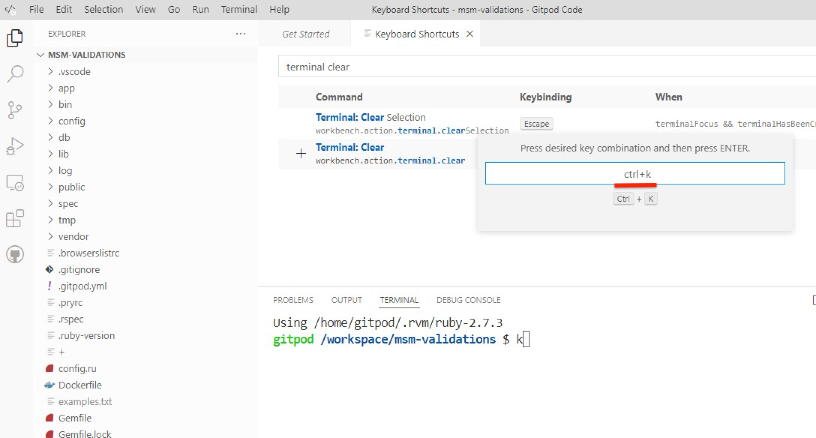 File Edit Selection View Go Run Terminal Help
Keyboard Shortcuts - msm-validations - Gitpod Code
EXPLORER ...
MSM-VALIDATIONS
.vscode
app
bin
config
db
lib
log
public
spec
tmp
vendor
.browserslistrc
.gitignore
! .gitpod.yml
.pryrc
.rspec
.ruby-version
+
config.ru
Dockerfile
examples.txt
Gemfile
Gemfile.lock
Get Started
Keyboard Shortcuts ×
terminal clear
Command Keybinding When
Terminal: Clear Selection
workbench.action.terminal.clearSelection
Escape
terminalFocus && terminalHasBeenC
+ Terminal: Clear
workbench.action.terminal.clear
Press desired key combination and then press ENTER.
ctrl+k
Ctrl + K
PROBLEMS OUTPUT TERMINAL DEBUG CONSOLE
Using /home/gitpod/.rvm/ruby-2.7.3
gitpod /workspace/msm-validations $ k